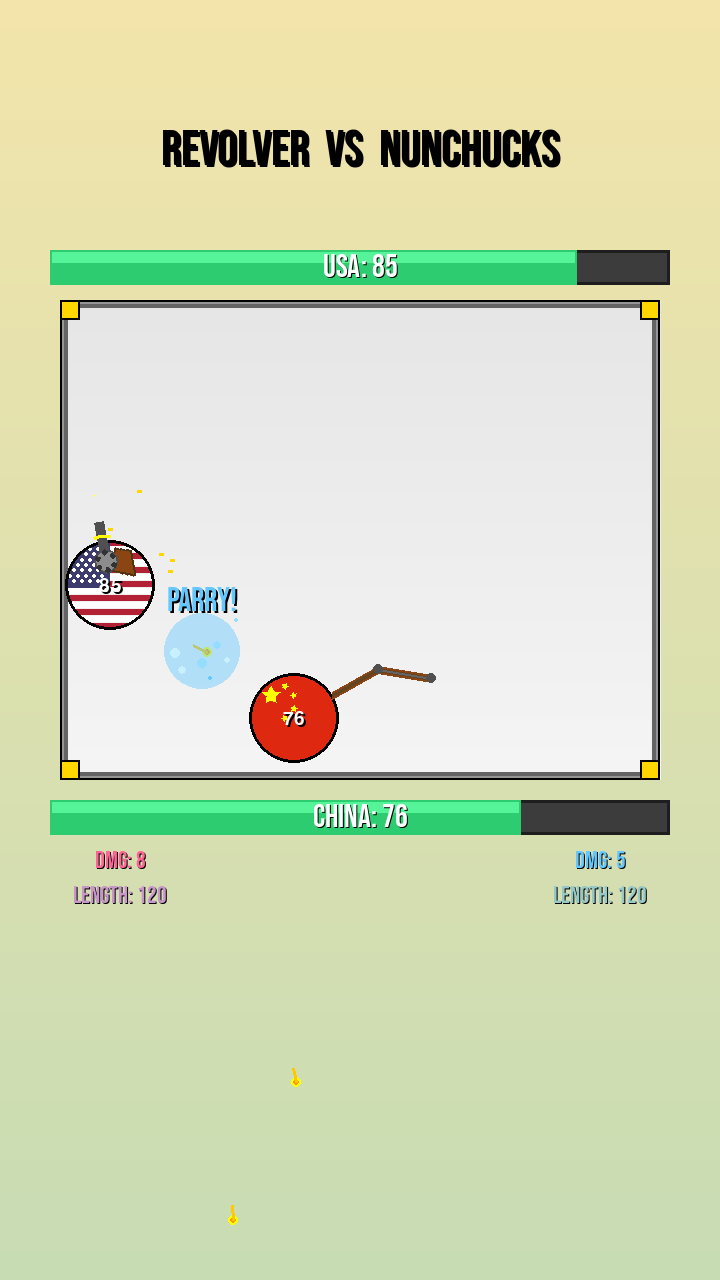 REVOLVER VS NUNCHUCKS
USA: 85
85
PARRY!
76
CHINA: 76
DMG: 8
DMG: 5
LENGTH: 120
LENGTH: 120